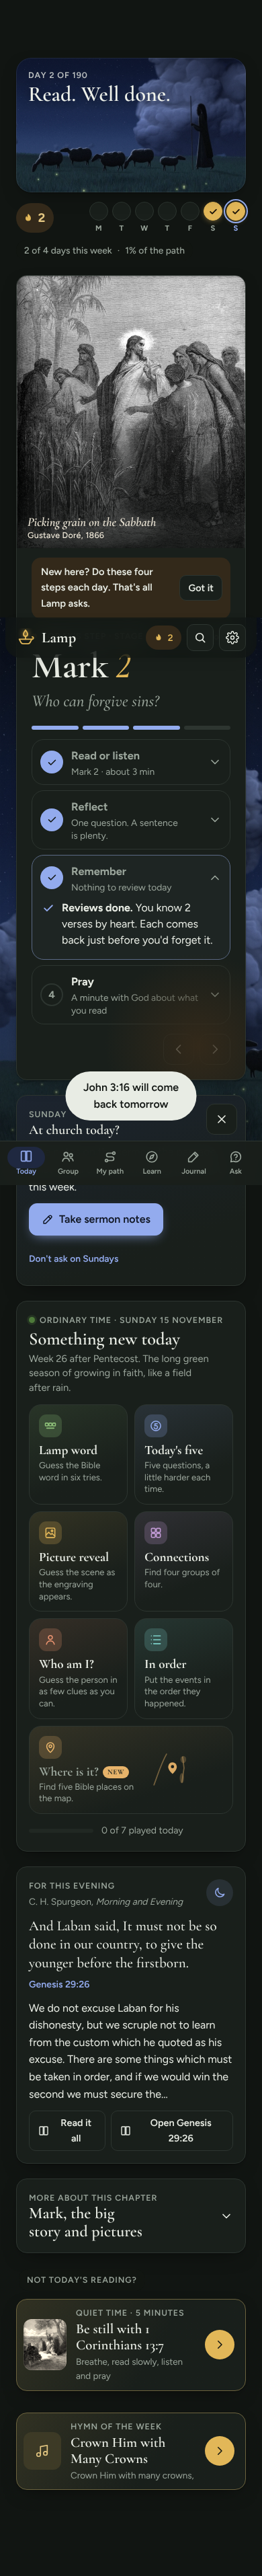 DAY 2 OF 190
Read. Well done.
2
M T W T F S S
2 of 4 days this week · 1% of the path
Picking grain on the Sabbath
Gustave Doré, 1866
New here? Do these four
steps each day. That's all
Lamp asks.
Got it
Lamp
2
Mark 2
Who can forgive sins?
Read or listen
Mark 2 · about 3 min
Reflect
One question. A sentence
is plenty.
Remember
Nothing to review today
Reviews done. You know 2
verses by heart. Each comes
back just before you'd forget it.
4
Pray
A minute with God about what
you read
John 3:16 will come
back tomorrow
SUNDAY
At church today?
Today
Group
My path
Learn
Journal
Ask
this week.
Take sermon notes
Don't ask on Sundays
ORDINARY TIME · SUNDAY 15 NOVEMBER
Something new today
Week 26 after Pentecost. The long green
season of growing in faith, like a field
after rain.
Lamp word
Guess the Bible
word in six tries.
5
Today's five
Five questions, a
little harder each
time.
Picture reveal
Guess the scene as
the engraving
appears.
Connections
Find four groups of
four.
Who am I?
Guess the person in
as few clues as you
can.
In order
Put the events in
the order they
happened.
Where is it? NEW
Find five Bible places on
the map.
0 of 7 played today
FOR THIS EVENING
C. H. Spurgeon, Morning and Evening
And Laban said, It must not be so
done in our country, to give the
younger before the firstborn.
Genesis 29:26
We do not excuse Laban for his
dishonesty, but we scruple not to learn
from the custom which he quoted as his
excuse. There are some things which must
be taken in order, and if we would win the
second we must secure the…
Read it
all
Open Genesis
29:26
MORE ABOUT THIS CHAPTER
Mark, the big
story and pictures
NOT TODAY'S READING?
QUIET TIME · 5 MINUTES
Be still with 1
Corinthians 13:7
Breathe, read slowly, listen
and pray
HYMN OF THE WEEK
Crown Him with
Many Crowns
Crown Him with many crowns,